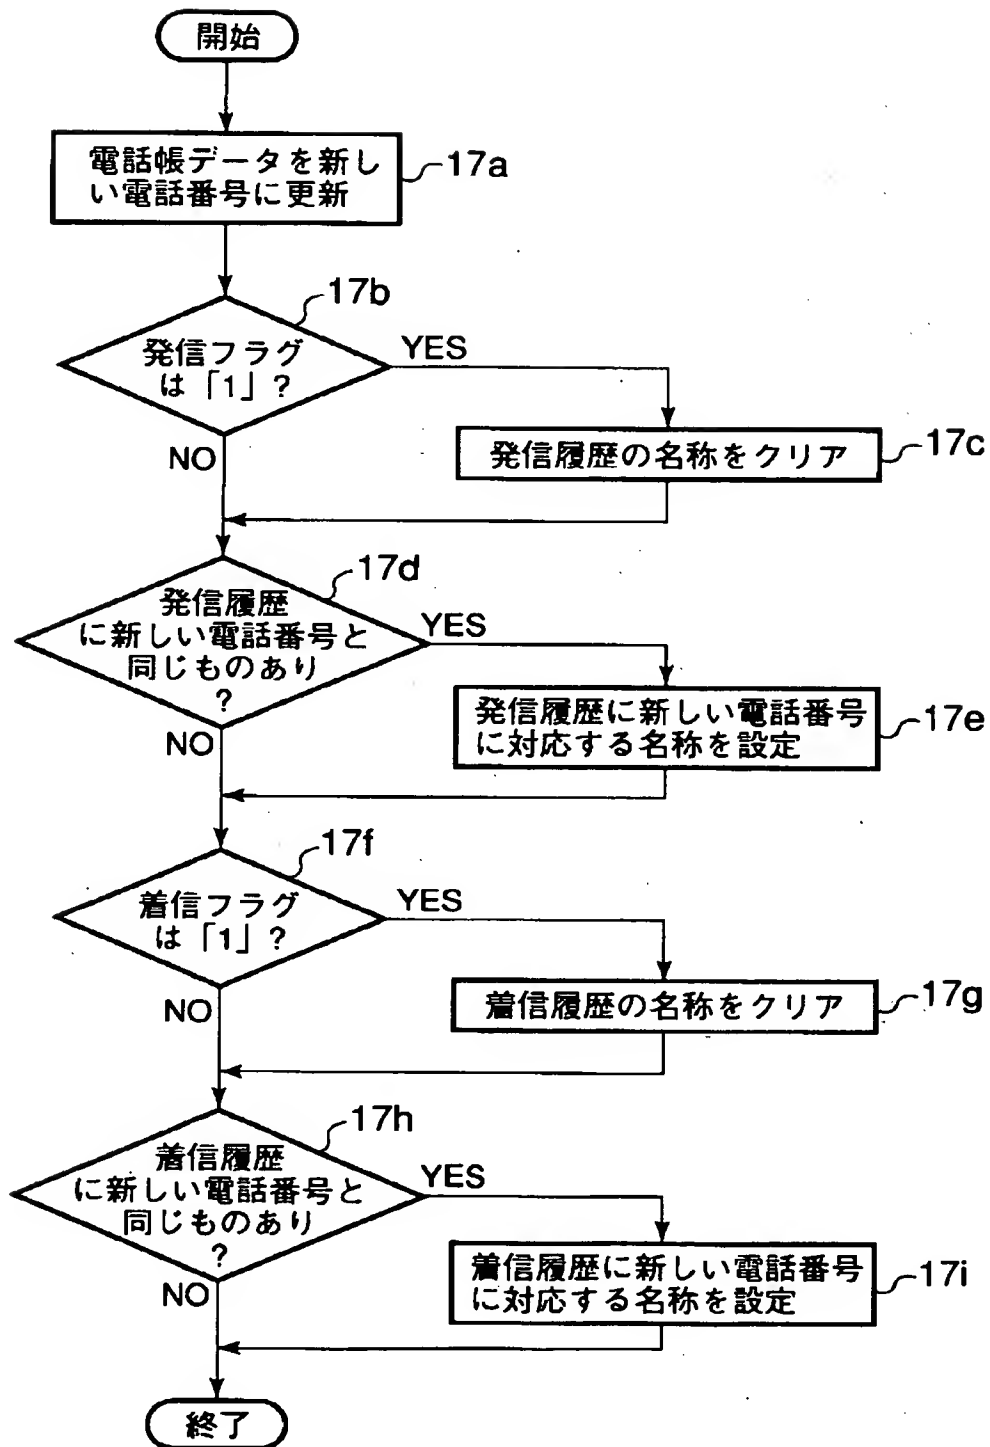 開始
電話帳データを新し
い電話番号に更新
17a
17b
発信フラグ
は「1」?
YES
NO
発信履歴の名称をクリア
17c
17d
発信履歴
に新しい電話番号と
同じものあり
?
YES
NO
発信履歴に新しい電話番号
に対応する名称を設定
17e
17f
着信フラグ
は「1」?
YES
NO
着信履歴の名称をクリア
17g
17h
着信履歴
に新しい電話番号と
同じものあり
?
YES
NO
着信履歴に新しい電話番号
に対応する名称を設定
17i
終了